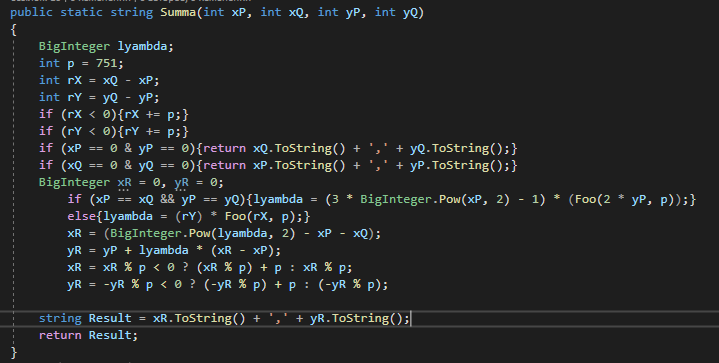 public static string Summa(int xP, int xQ, int yP, int yQ)
{
BigInteger lyambda;
int p = 751;
int rX = xQ - xP;
int rY = yQ - yP;
if (rX < 0){rX += p;}
if (rY < 0){rY += p;}
if (xP == 0 & yP == 0){return xQ.ToString() + ',' + yQ.ToString();}
if (xQ == 0 & yQ == 0){return xP.ToString() + ',' + yP.ToString();}
BigInteger xR = 0, yR = 0;
if (xP == xQ && yP == yQ){lyambda = (3 * BigInteger.Pow(xP, 2) - 1) * (Foo(2 * yP, p));}
else{lyambda = (rY) * Foo(rX, p);}
xR = (BigInteger.Pow(lyambda, 2) - xP - xQ);
yR = yP + lyambda * (xR - xP);
xR = xR % p < 0 ? (xR % p) + p : xR % p;
yR = -yR % p < 0 ? (-yR % p) + p : (-yR % p);
string Result = xR.ToString() + ',' + yR.ToString();
return Result;
}